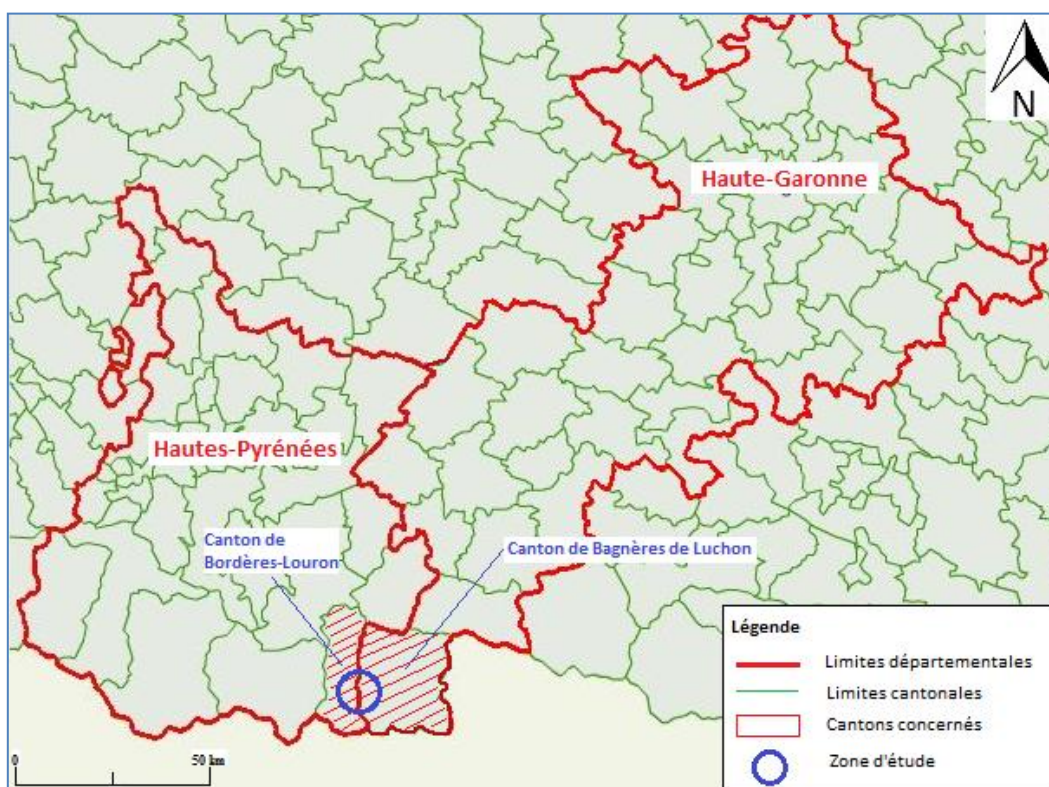 N
Haute-Garonne
Hautes-Pyrénées
Canton de
Bordères-Louron
Canton de Bagnères de Luchon
Légende
Limites départementales
Limites cantonales
Cantons concernés
Zone d'étude
0 50 km